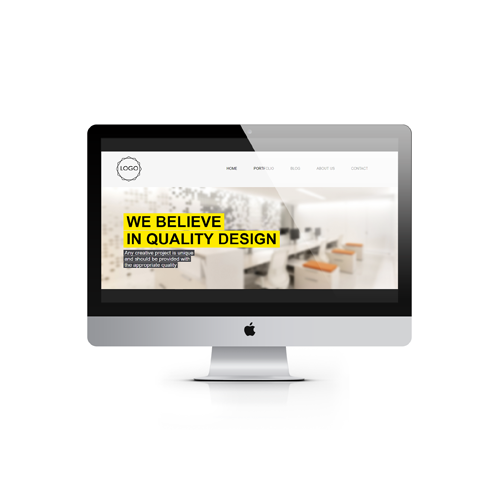 LOGO
HOME PORTFOLIO BLOG ABOUT US CONTACT
WE BELIEVE
IN QUALITY DESIGN
Any creative project is unique
and should be provided with
the appropriate quality